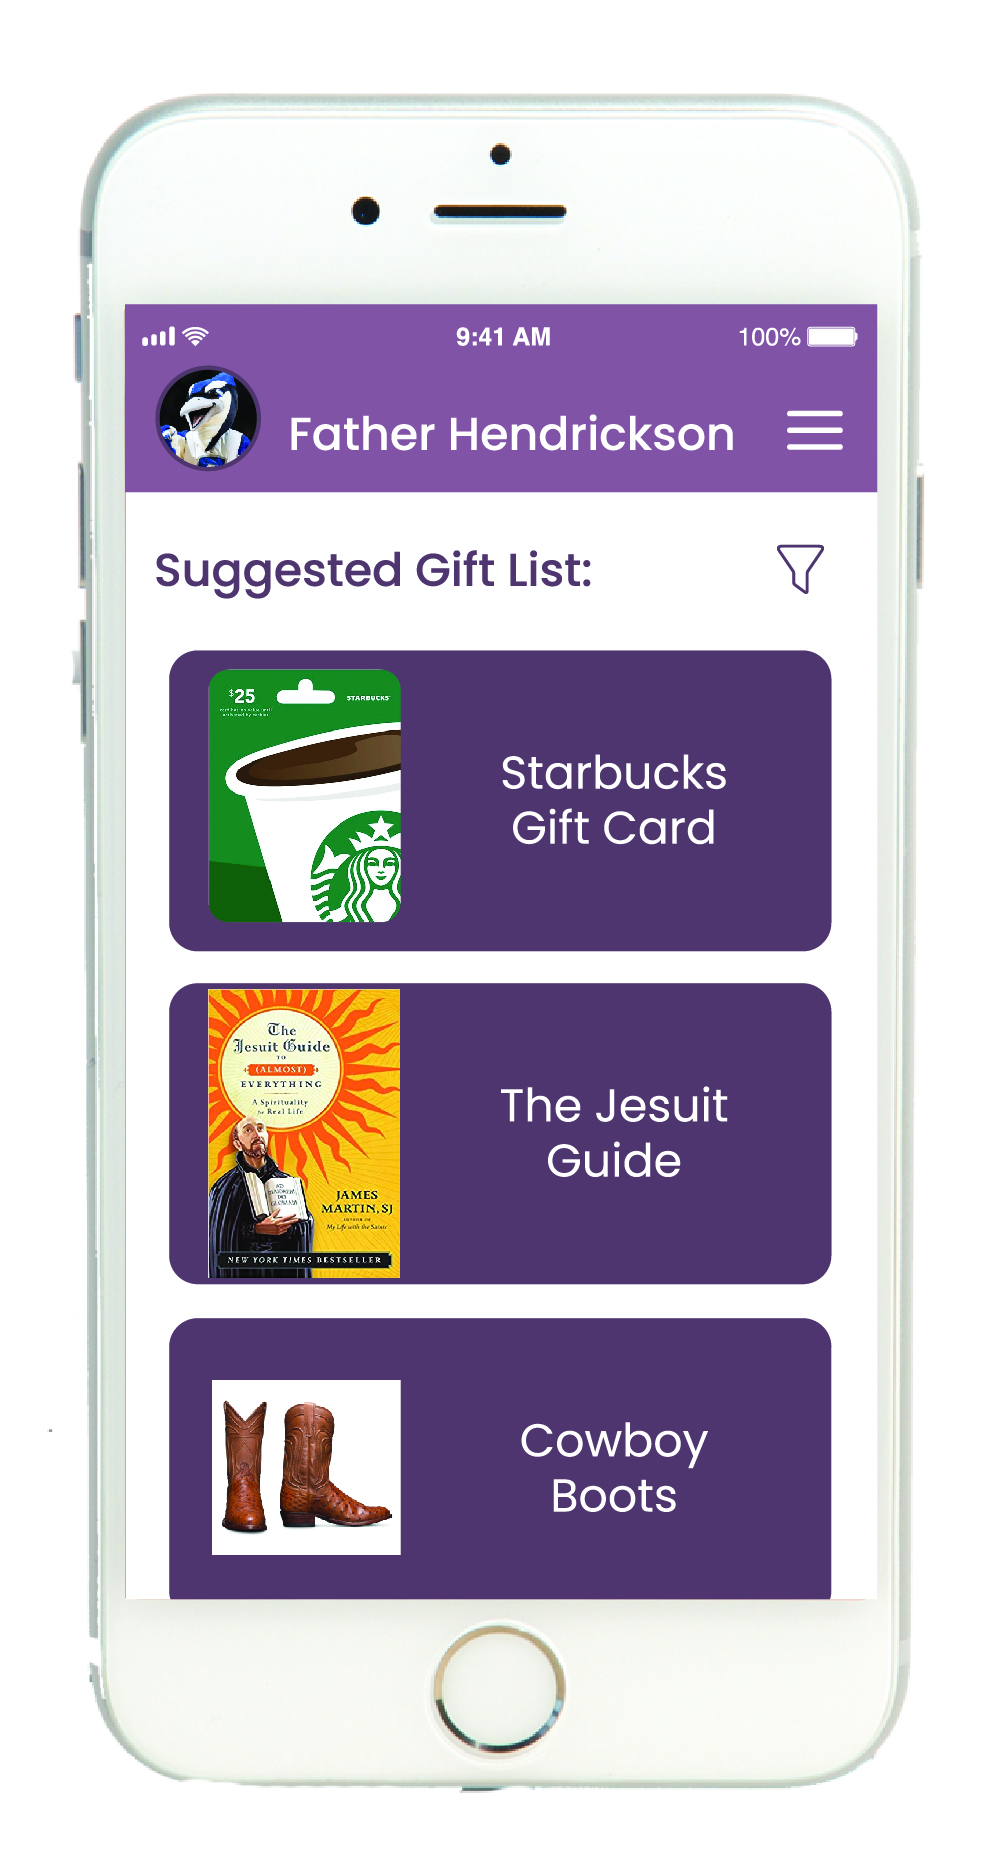 9:41 AM
100%
Father Hendrickson
Suggested Gift List:
$25
STARBUCKS
Starbucks
Gift Card
The
Jesuit Guide
TO
(ALMOST)
EVERYTHING
A Spirituality
for Real Life
JAMES
MARTIN, SJ
AUTHOR OF
My Life with the Saints
NEW YORK TIMES BESTSELLER
The Jesuit
Guide
Cowboy
Boots